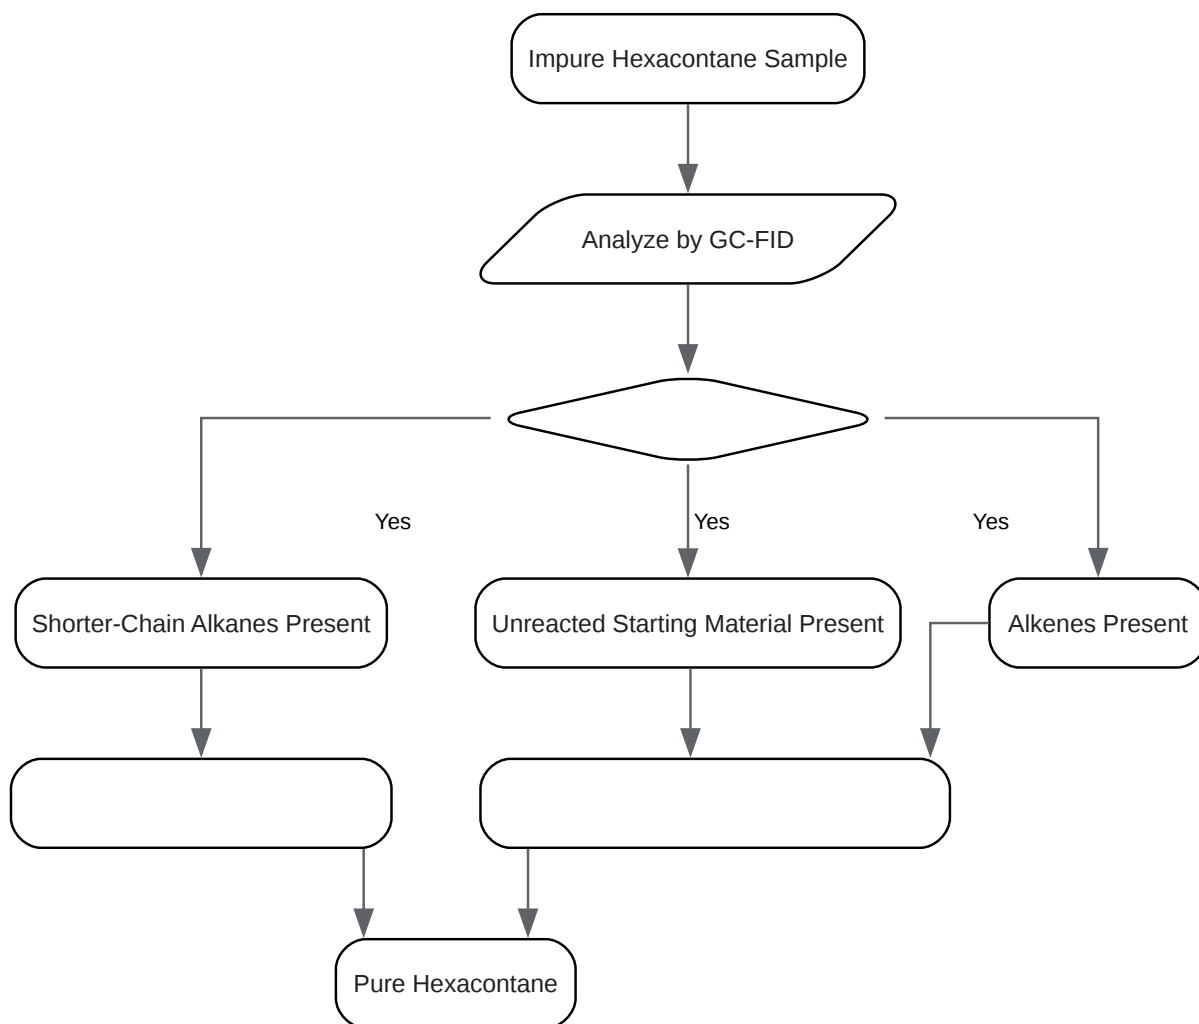 Impure Hexacontane Sample
Analyze by GC-FID
Yes
Yes
Yes
Shorter-Chain Alkanes Present
Unreacted Starting Material Present
Alkenes Present
Pure Hexacontane